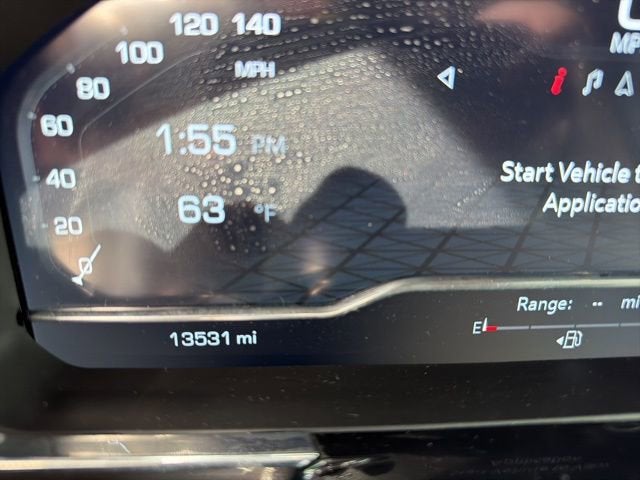 120 140
100
MPH
80
60
1:55 PM
40
63 °F
20
0
Start Vehicle
Applicatio
Range: -- mi
E
13531 mi